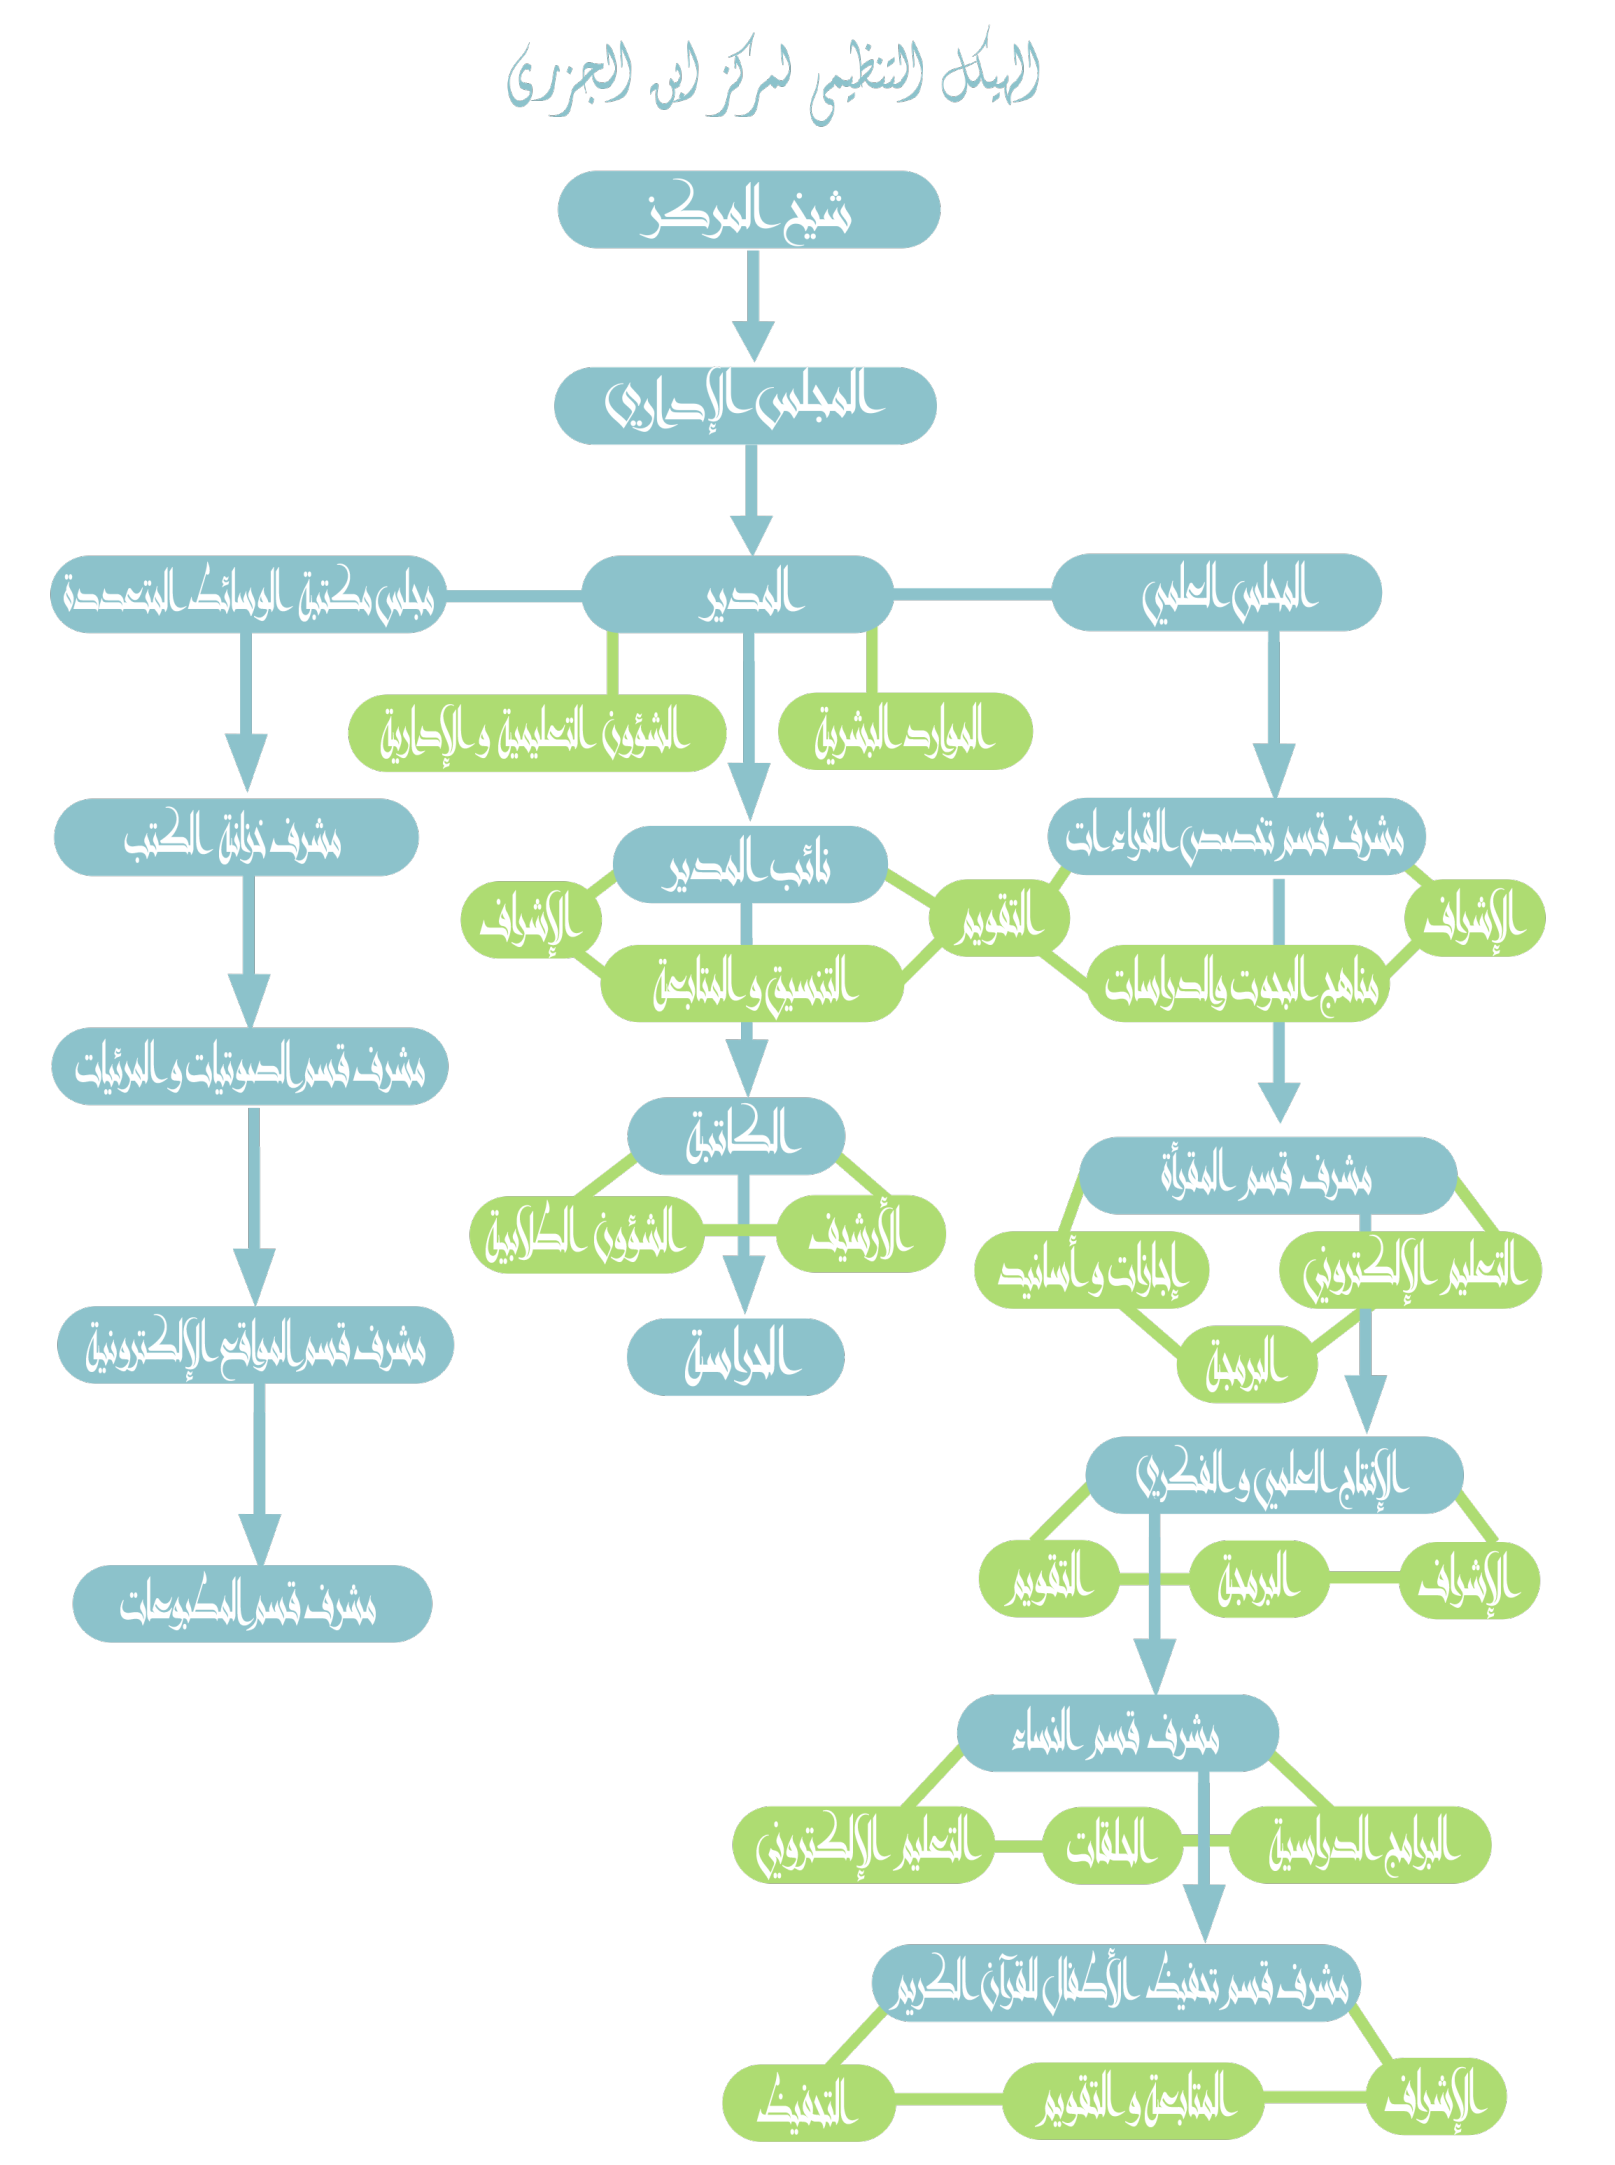 الهيكل التنظيمي لمركز ابن الجزري
شيخ المركز
المجلس الإداري
المجلس العلمي
المدير
مجلس مكتبة الوسائط المتعددة
الموارد البشرية
الشؤون التعليمية و الإدارية
مشرف قسم تخصص القراءات
نائب المدير
مشرف خزانة الكتب
الإشراف
التقويم
الإشراف
مناهج البحوث والدراسات
التنسيق و المتابعة
مشرف قسم الصوتيات و المرئيات
الكاتبة
مشرف قسم المقرأة
الأرشيف
الشؤون الطلابية
التعليم الإلكتروني
إجازات و أسانيد
البرمجة
الحراسة
مشرف قسم المواقع الإلكترونية
الإنتاج العلمي و الفكري
الإشراف
البرمجة
التقويم
مشرف قسم المطبوعات
مشرف قسم النساء
البرامج الدراسية
الحلقات
التعليم الإلكتروني
مشرف قسم تحفيظ الأطفال للقرآن الكريم
الإشراف
المتابعة و التقويم
التحفيظ